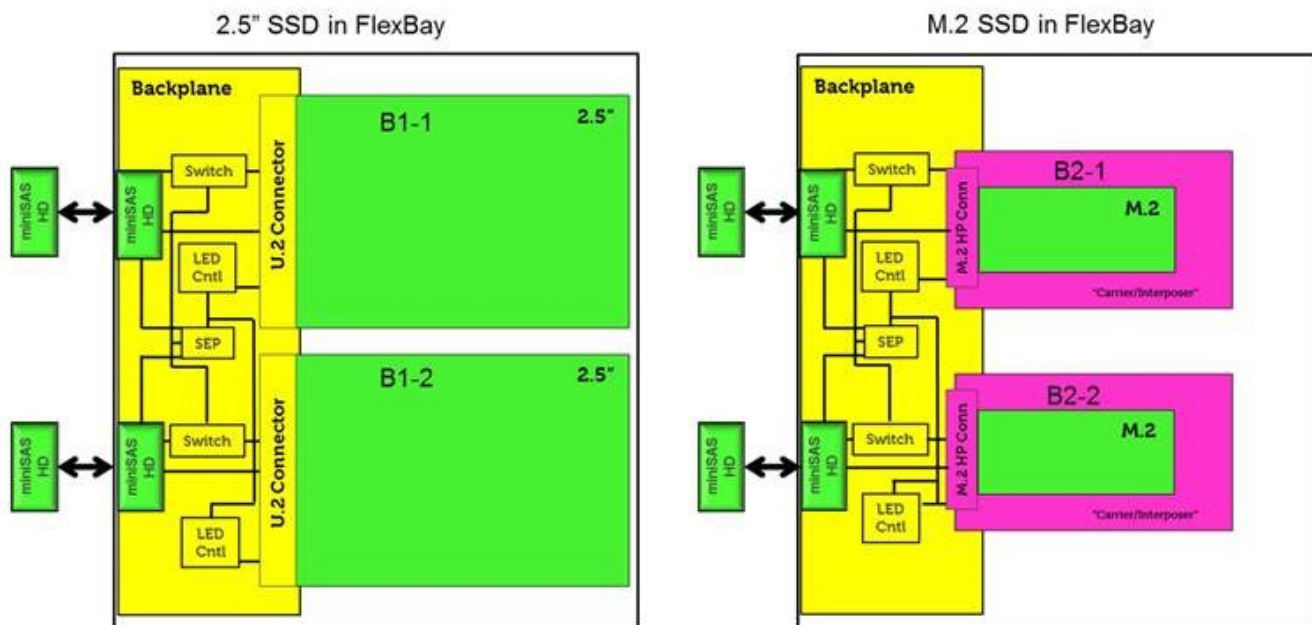 2.5” SSD in FlexBay
Backplane
B1-1
2.5”
Switch
miniSAS
HD
miniSAS
HD
U.2 Connector
LED
Cntl
SEP
B1-2
2.5”
Switch
miniSAS
HD
miniSAS
HD
U.2 Connector
LED
Cntl
M.2 SSD in FlexBay
Backplane
B2-1
Switch
miniSAS
HD
miniSAS
HD
M.2 HP Conn
M.2
LED
Cntl
"Carrier/Interposer"
SEP
B2-2
Switch
miniSAS
HD
miniSAS
HD
M.2 HP Conn
M.2
LED
Cntl
"Carrier/Interposer"